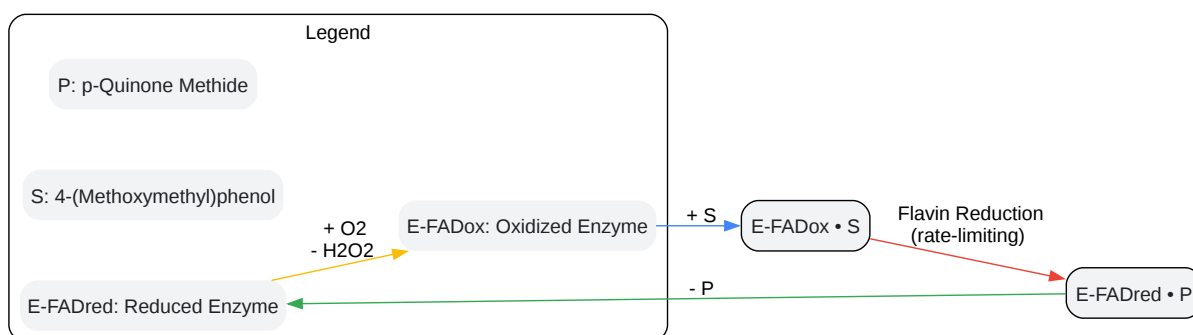 Legend
P: p-Quinone Methide
S: 4-(Methoxymethyl)phenol
+ O2
- H2O2
E-FADox: Oxidized Enzyme
+ S
E-FADox • S
Flavin Reduction
(rate-limiting)
E-FADred: Reduced Enzyme
- P
E-FADred • P